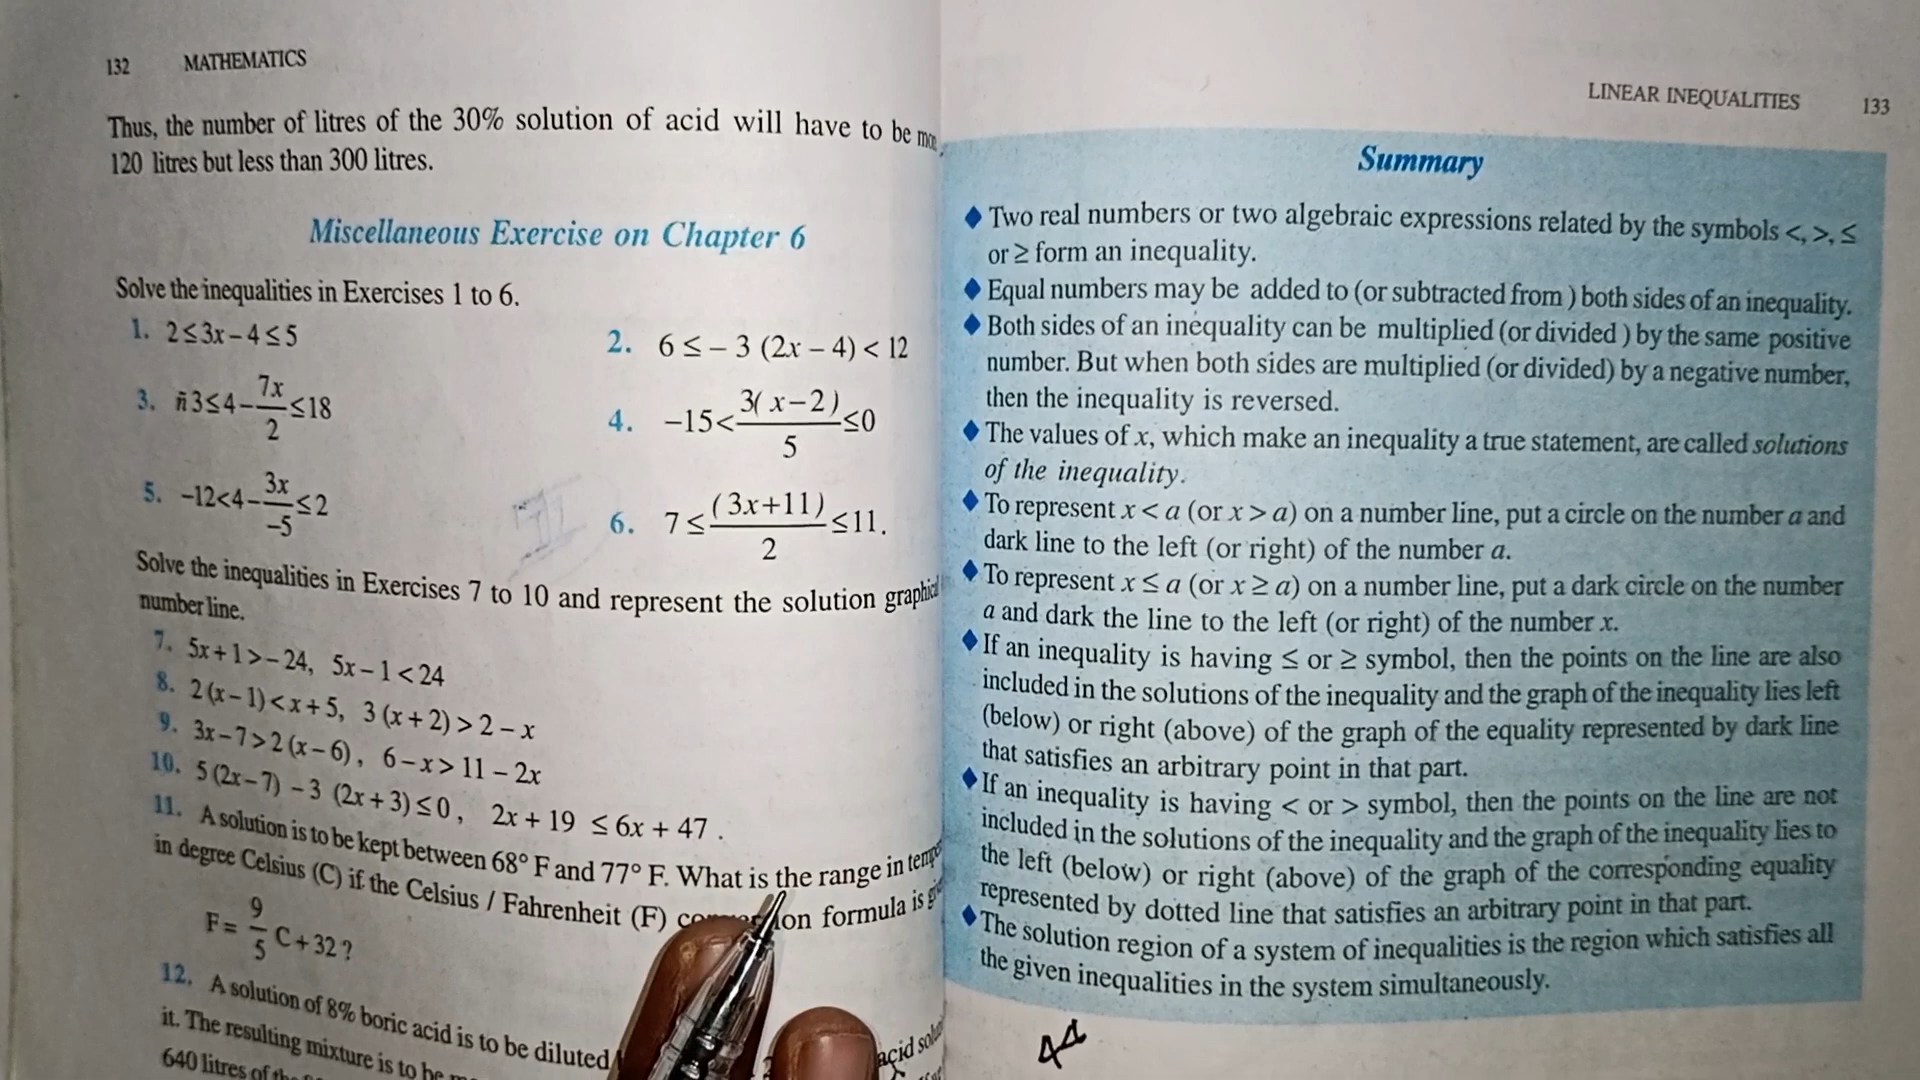 132 MATHEMATICS
Thus, the number of litres of the 30% solution of acid will have to be
120 litres but less than 300 litres.
Miscellaneous Exercise on Chapter 6
Solve the inequalities in Exercises 1 to 6.
1. 2 ≤ 3x – 4 ≤ 5
2. 6 ≤ – 3 (2x – 4) < 12
3. ñ 3 ≤ 4 – 7x/2 ≤ 18
4. –15 < 3( x – 2 )/5 ≤ 0
5. –12 < 4 – 3x/–5 ≤ 2
6. 7 ≤ ( 3x + 11 )/2 ≤ 11.
Solve the inequalities in Exercises 7 to 10 and represent the solution
number line.
7. 5x + 1 > – 24, 5x – 1 < 24
8. 2 (x – 1) < x + 5, 3 (x + 2) > 2 – x
9. 3x – 7 > 2 (x – 6) , 6 – x > 11 – 2x
10. 5 (2x – 7) – 3 (2x + 3) ≤ 0 , 2x + 19 ≤ 6x + 47 .
11. A solution is to be kept between 68° F and 77° F. What is the range in
in degree Celsius (C) if the Celsius / Fahrenheit (F) formula is
F = 9/5 C + 32 ?
12. A solution of 8% boric acid is to be diluted acid
it. The resulting mixture is to be
640 litres of the
LINEAR INEQUALITIES 133
Summary
◆ Two real numbers or two algebraic expressions related by the symbols <, >, ≤
or ≥ form an inequality.
◆ Equal numbers may be added to (or subtracted from ) both sides of an inequality.
◆ Both sides of an inequality can be multiplied (or divided ) by the same positive
number. But when both sides are multiplied (or divided) by a negative number,
then the inequality is reversed.
◆ The values of x, which make an inequality a true statement, are called solutions
of the inequality.
◆ To represent x < a (or x > a) on a number line, put a circle on the number a and
dark line to the left (or right) of the number a.
◆ To represent x ≤ a (or x ≥ a) on a number line, put a dark circle on the number
a and dark the line to the left (or right) of the number x.
◆ If an inequality is having ≤ or ≥ symbol, then the points on the line are also
included in the solutions of the inequality and the graph of the inequality lies left
(below) or right (above) of the graph of the equality represented by dark line
that satisfies an arbitrary point in that part.
◆ If an inequality is having < or > symbol, then the points on the line are not
included in the solutions of the inequality and the graph of the inequality lies to
the left (below) or right (above) of the graph of the corresponding equality
represented by dotted line that satisfies an arbitrary point in that part.
◆ The solution region of a system of inequalities is the region which satisfies all
the given inequalities in the system simultaneously.